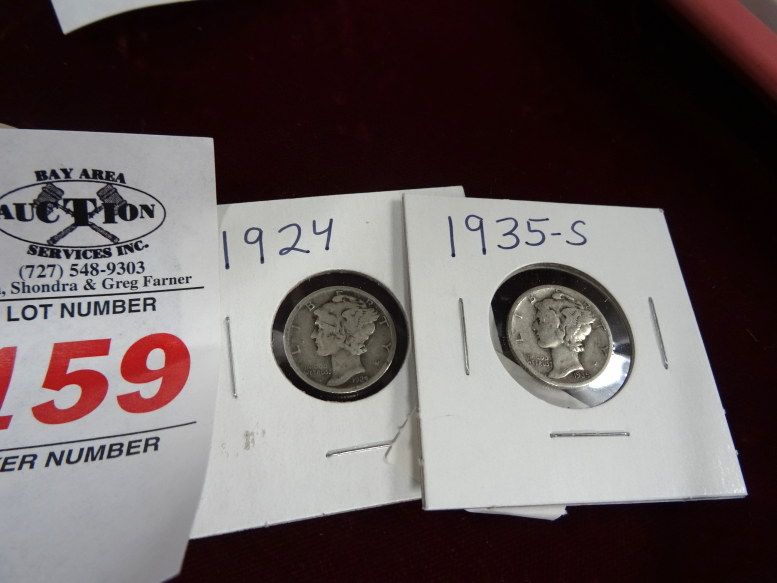 BAY AREA
AUCTION
SERVICES INC.
(727) 548-9303
, Shondra & Greg Farner
LOT NUMBER
159
ER NUMBER
1924
LIBERTY
1935-S